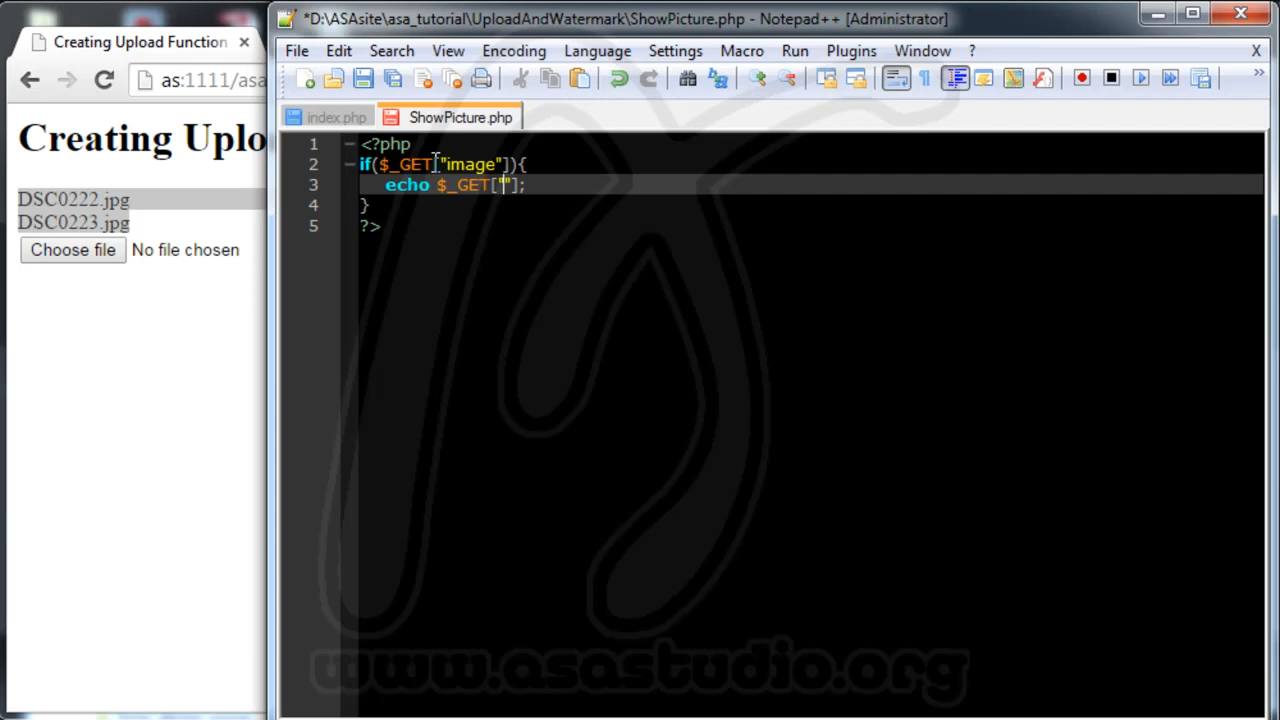 Creating Upload Function
as:1111/asa
Creating Uplo
DSC0222.jpg
DSC0223.jpg
Choose file No file chosen
*D:\ASAsite\asa_tutorial\UploadAndWatermark\ShowPicture.php - Notepad++ [Administrator]
File Edit Search View Encoding Language Settings Macro Run Plugins Window ? X
index.php ShowPicture.php
1 <?php
2 if($_GET["image"]){
3 echo $_GET[""];
4 }
5 ?>
www.asastudio.org